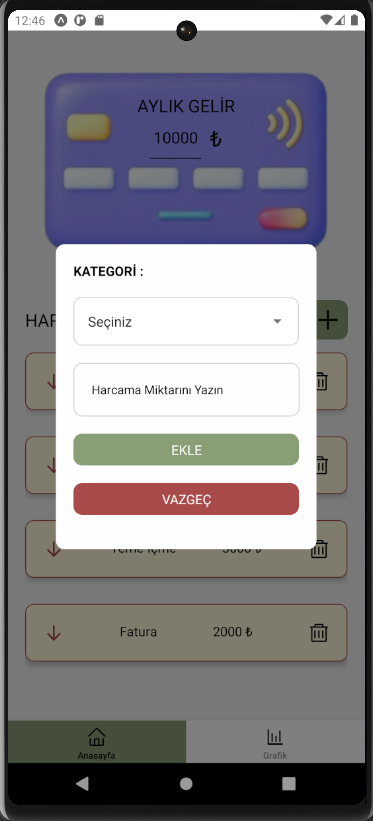 12:46
AYLIK GELİR
10000 ₺
KATEGORİ :
Seçiniz
Harcama Miktarını Yazın
EKLE
VAZGEÇ
Yeme İçme 3000 ₺
Fatura 2000 ₺
Anasayfa
Grafik